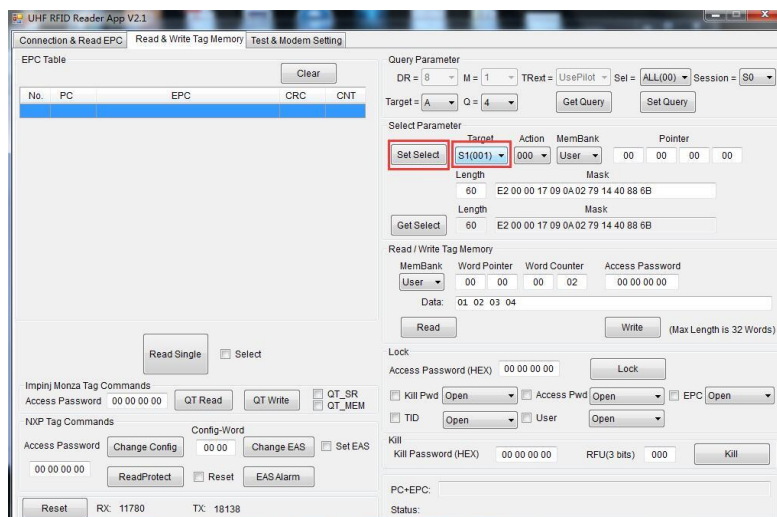 UHF RFID Reader App V2.1
Connection & Read EPC Read & Write Tag Memory Test & Modem Setting
EPC Table
Clear
No. PC EPC CRC CNT
Read Single Select
Impinj Monza Tag Commands
Access Password 00 00 00 00 QT Read QT Write QT_SR
QT_MEM
NXP Tag Commands
Config-Word
Access Password Change Config 00 00 Change EAS Set EAS
00 00 00 00 ReadProtect Reset EAS Alarm
Reset RX: 11780 TX: 18138
Query Parameter
DR = 8 M = 1 TRext = UsePilot Sel = ALL(00) Session = S0
Target = A Q = 4 Get Query Set Query
Select Parameter
Target Action MemBank Pointer
Set Select S1(001) 000 User 00 00 00 00
Length Mask
60 E2 00 00 17 09 0A 02 79 14 40 88 6B
Length Mask
Get Select 60 E2 00 00 17 09 0A 02 79 14 40 88 6B
Read / Write Tag Memory
MemBank Word Pointer Word Counter Access Password
User 00 00 00 02 00 00 00 00
Data: 01 02 03 04
Read Write (Max Length is 32 Words)
Lock
Access Password (HEX) 00 00 00 00 Lock
Kill Pwd Open Access Pwd Open EPC Open
TID Open User Open
Kill
Kill Password (HEX) 00 00 00 00 RFU(3 bits) 000 Kill
PC+EPC:
Status: